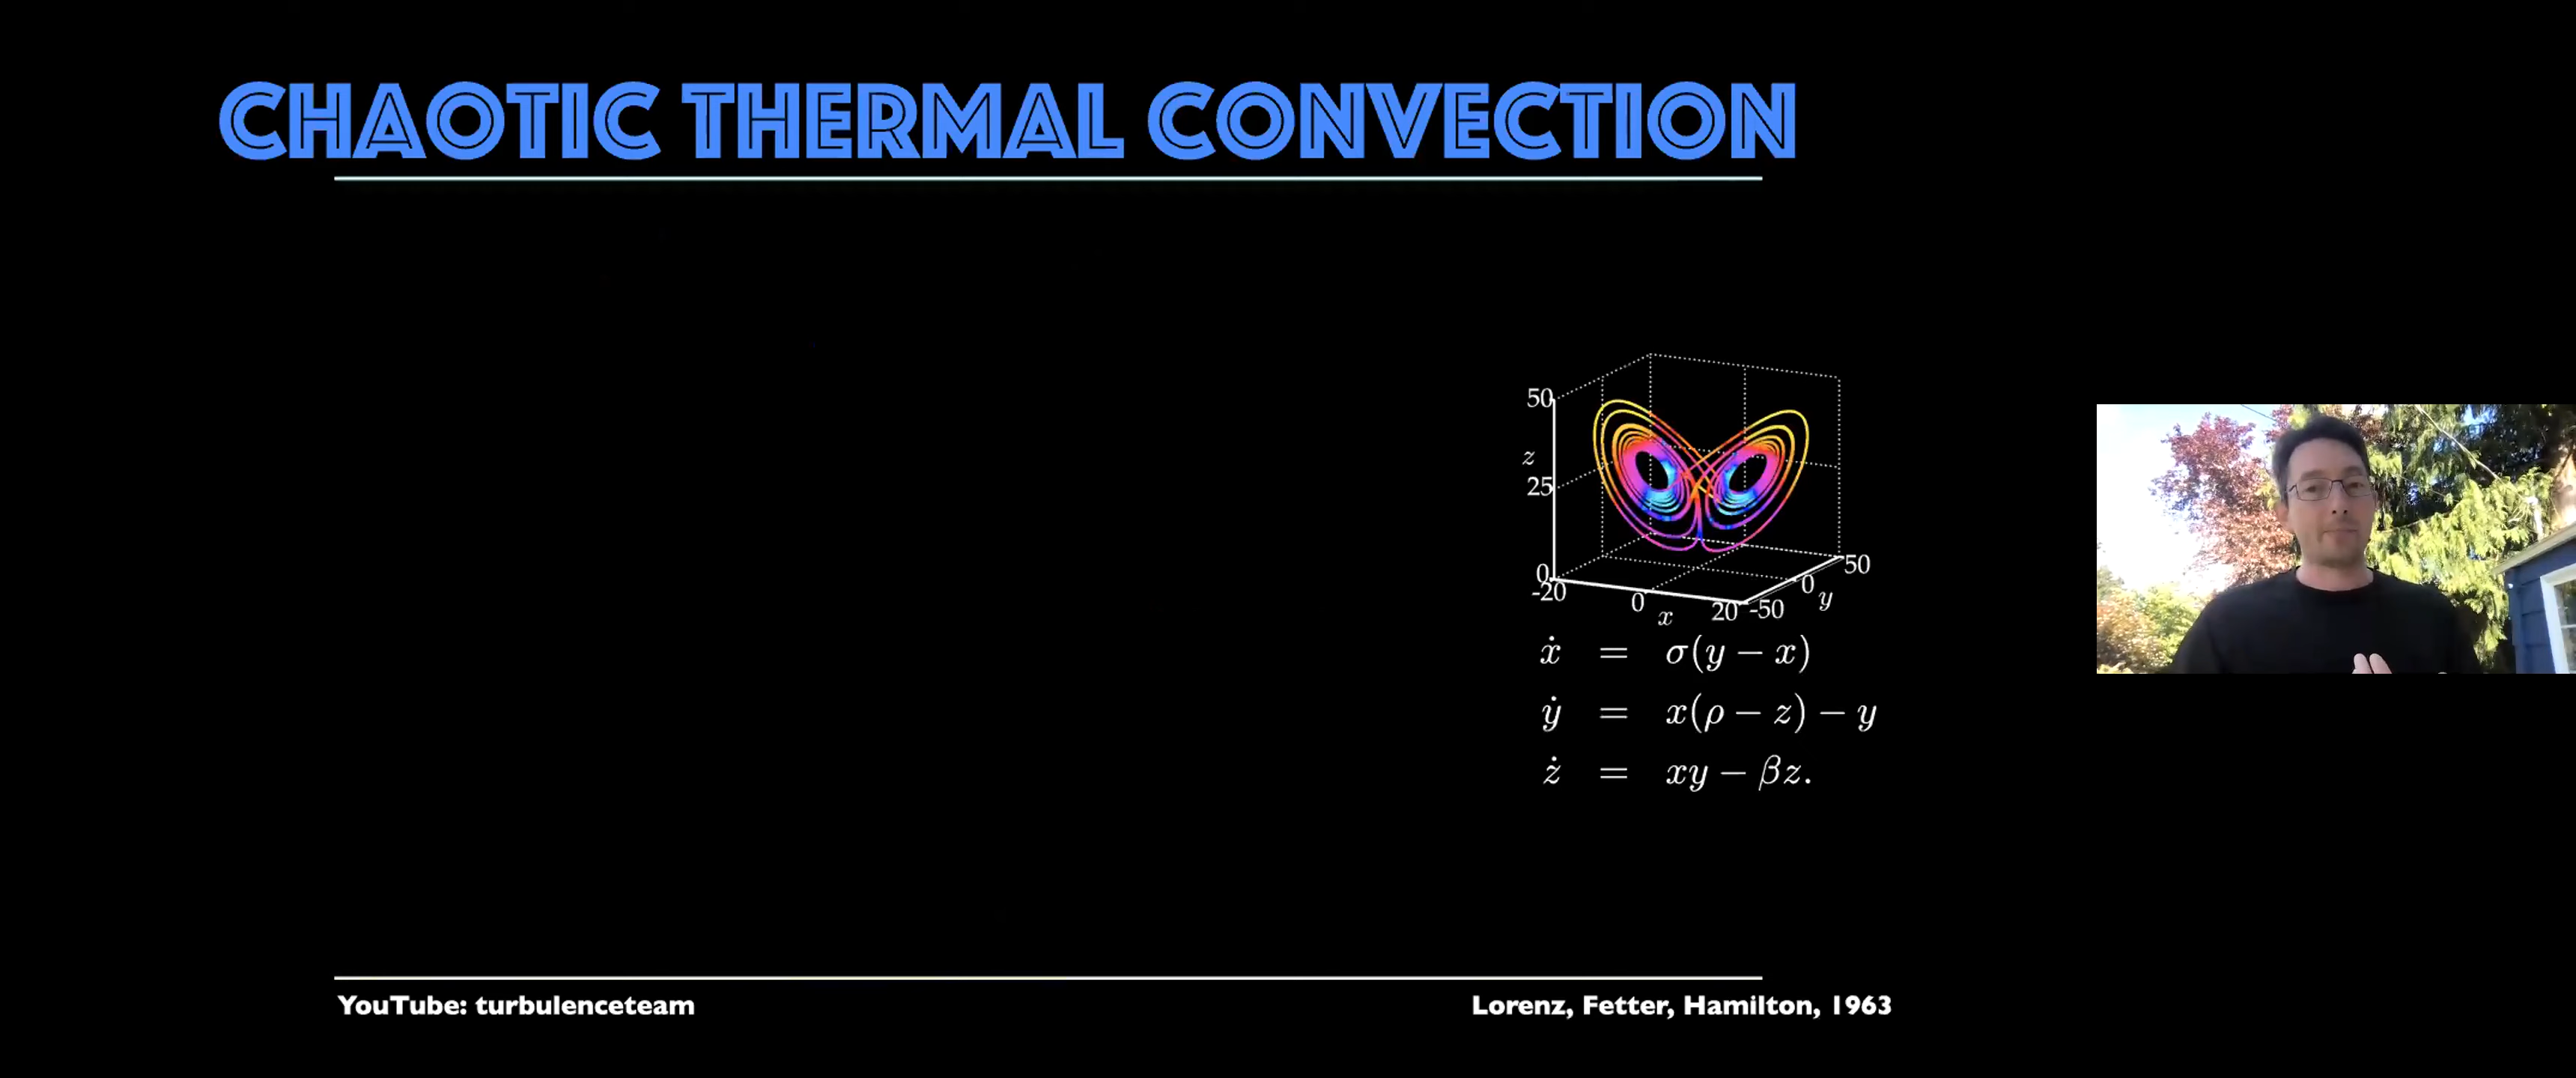 CHAOTIC THERMAL CONVECTION
50
z
25
0
-20
0
x
20
-50
0
y
50
ẋ = σ(y − x)
ẏ = x(ρ − z) − y
ż = xy − βz.
YouTube: turbulenceteam
Lorenz, Fetter, Hamilton, 1963